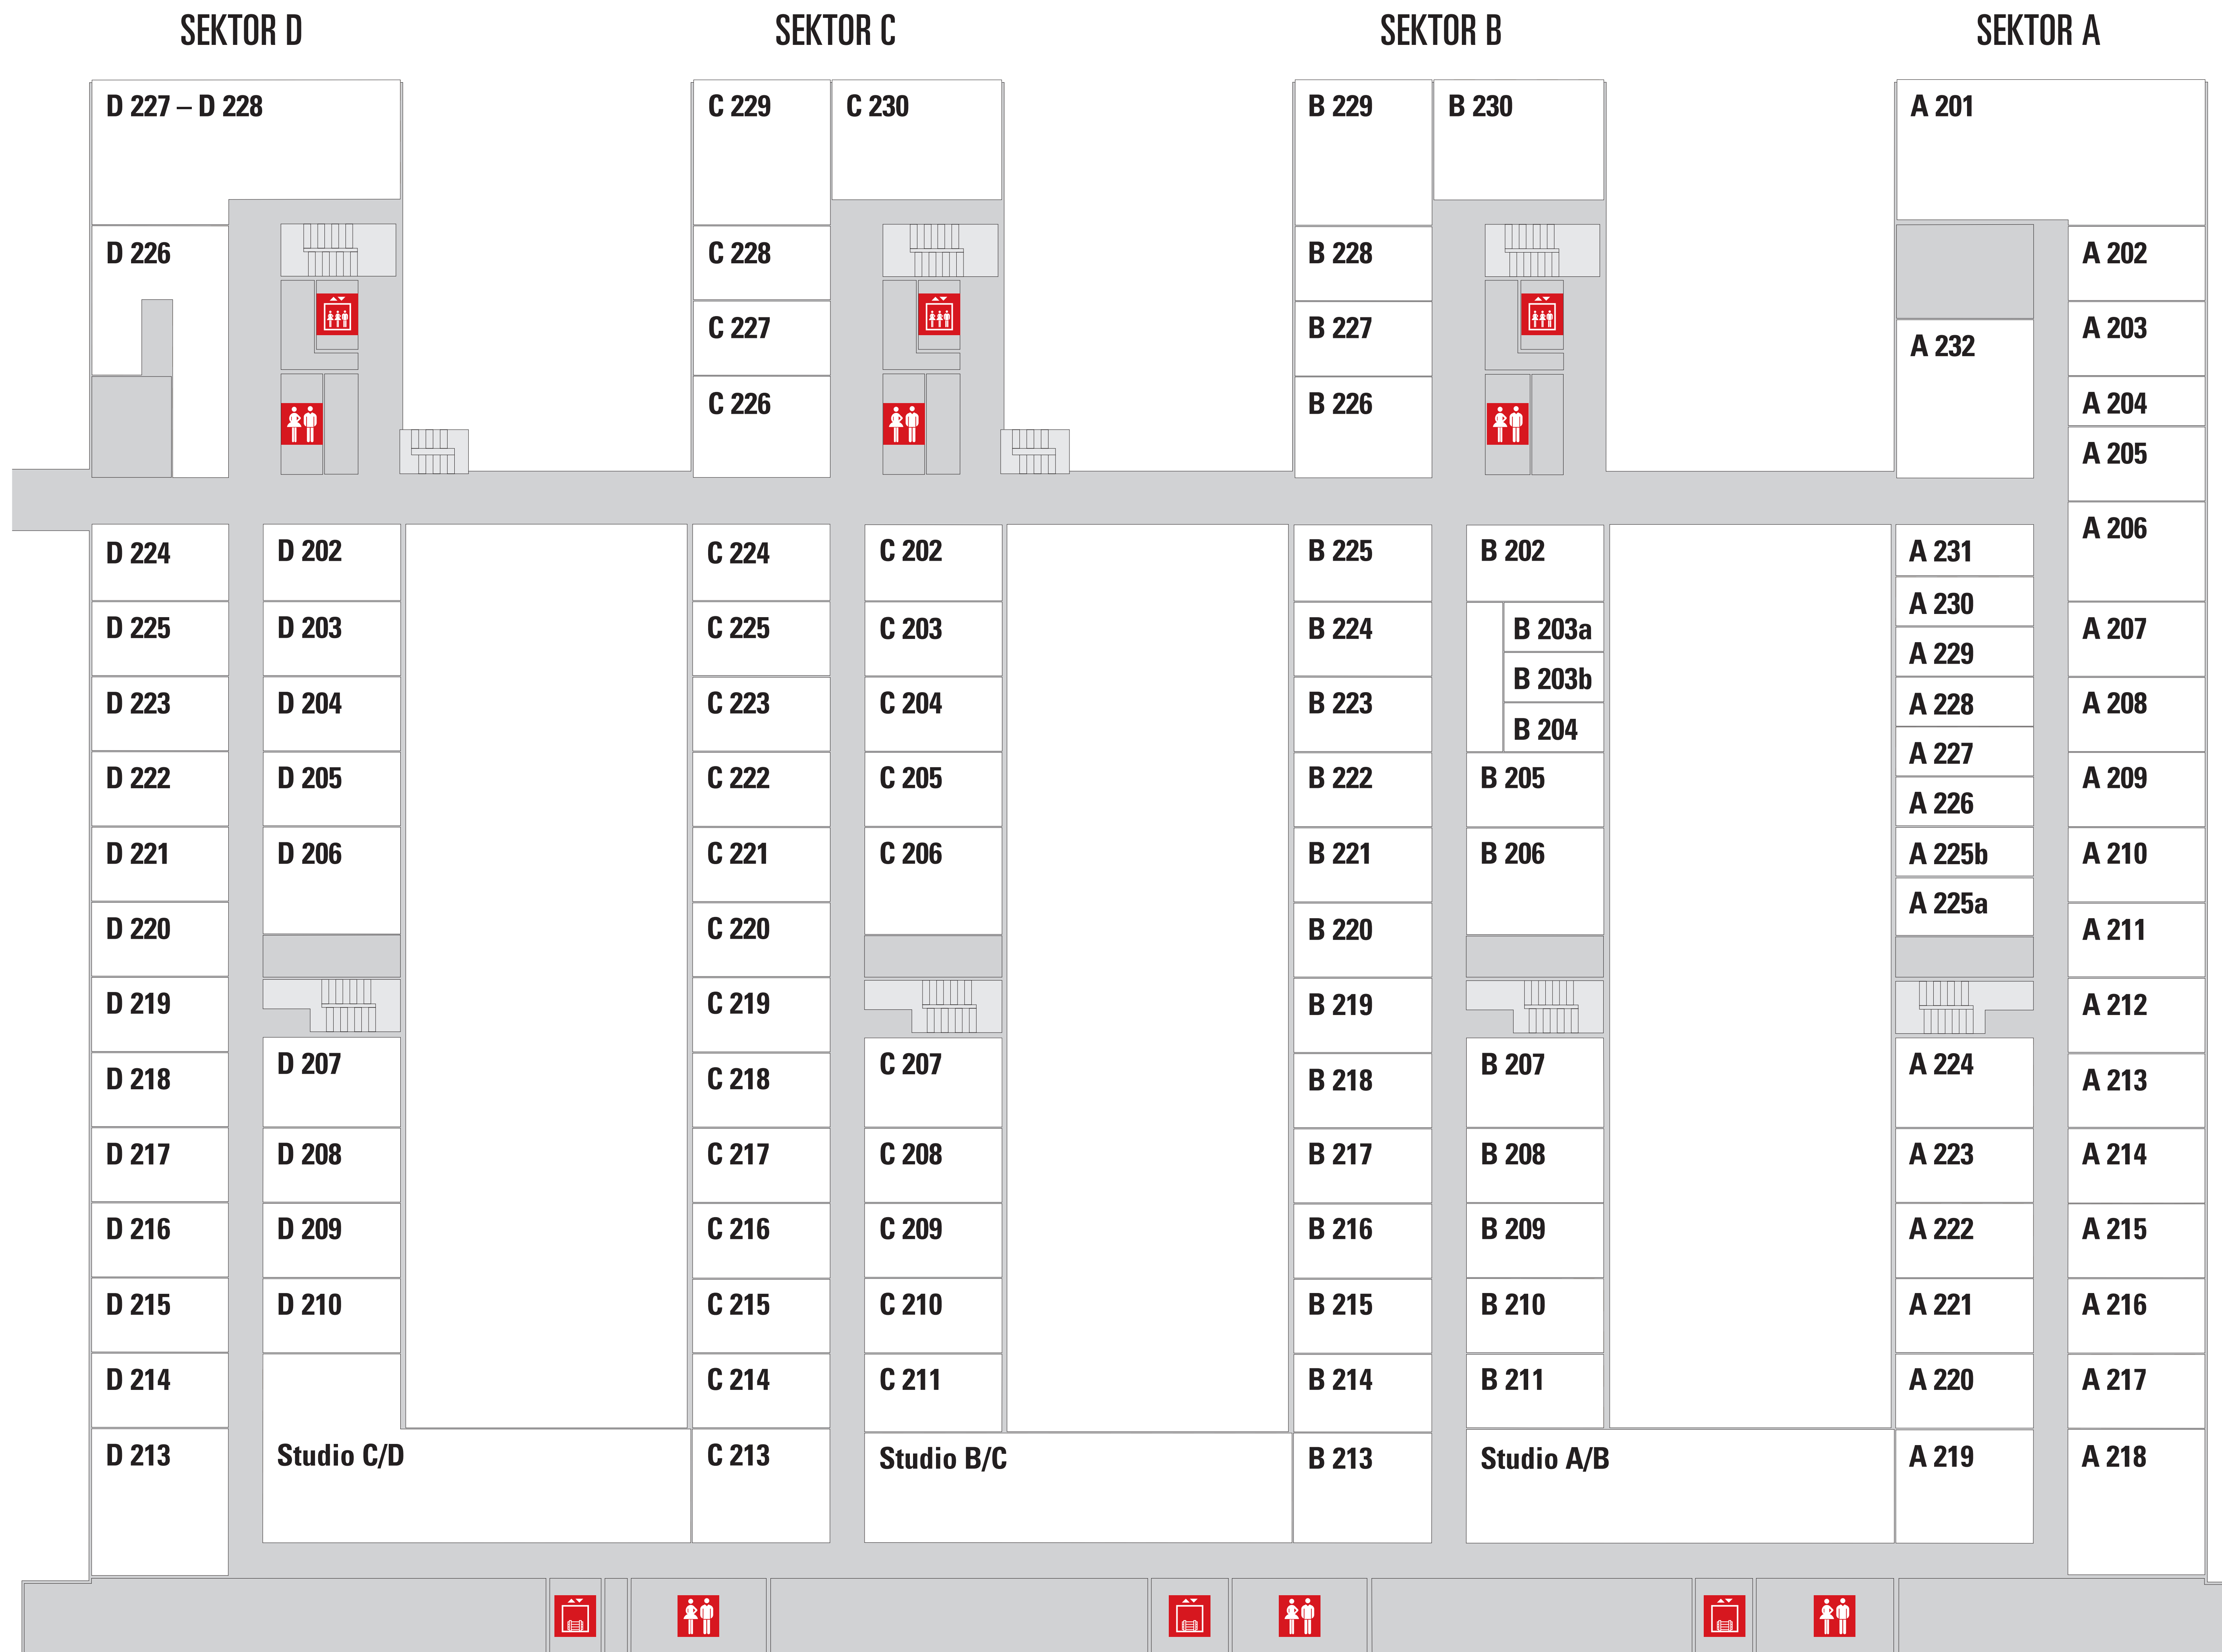 SEKTOR D
SEKTOR C
SEKTOR B
SEKTOR A
D 227 – D 228
D 226
D 224
D 225
D 223
D 222
D 221
D 220
D 219
D 218
D 217
D 216
D 215
D 214
D 213
D 202
D 203
D 204
D 205
D 206
D 207
D 208
D 209
D 210
Studio C/D
C 229
C 228
C 227
C 226
C 224
C 225
C 223
C 222
C 221
C 220
C 219
C 218
C 217
C 216
C 215
C 214
C 213
C 230
C 202
C 203
C 204
C 205
C 206
C 207
C 208
C 209
C 210
C 211
Studio B/C
B 229
B 228
B 227
B 226
B 225
B 224
B 223
B 222
B 221
B 220
B 219
B 218
B 217
B 216
B 215
B 214
B 213
B 230
B 202
B 203a
B 203b
B 204
B 205
B 206
B 207
B 208
B 209
B 210
B 211
Studio A/B
A 201
A 232
A 231
A 230
A 229
A 228
A 227
A 226
A 225b
A 225a
A 224
A 223
A 222
A 221
A 220
A 219
A 202
A 203
A 204
A 205
A 206
A 207
A 208
A 209
A 210
A 211
A 212
A 213
A 214
A 215
A 216
A 217
A 218